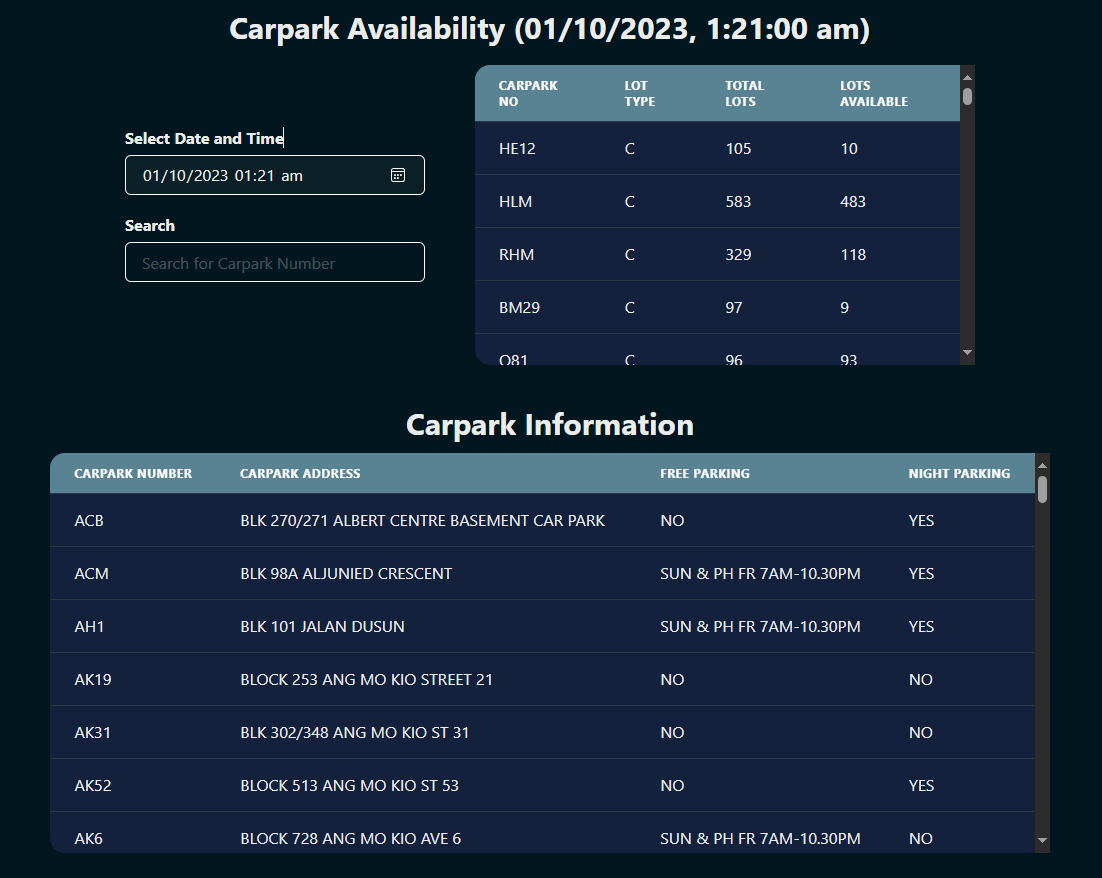 Carpark Availability (01/10/2023, 1:21:00 am)
Select Date and Time
01/10/2023 01:21 am
Search
Search for Carpark Number
CARPARK NO LOT TYPE TOTAL LOTS LOTS AVAILABLE
HE12 C 105 10
HLM C 583 483
RHM C 329 118
BM29 C 97 9
Q81 C 96 93
Carpark Information
CARPARK NUMBER CARPARK ADDRESS FREE PARKING NIGHT PARKING
ACB BLK 270/271 ALBERT CENTRE BASEMENT CAR PARK NO YES
ACM BLK 98A ALJUNIED CRESCENT SUN & PH FR 7AM-10.30PM YES
AH1 BLK 101 JALAN DUSUN SUN & PH FR 7AM-10.30PM YES
AK19 BLOCK 253 ANG MO KIO STREET 21 NO NO
AK31 BLK 302/348 ANG MO KIO ST 31 NO NO
AK52 BLOCK 513 ANG MO KIO ST 53 NO YES
AK6 BLOCK 728 ANG MO KIO AVE 6 SUN & PH FR 7AM-10.30PM NO